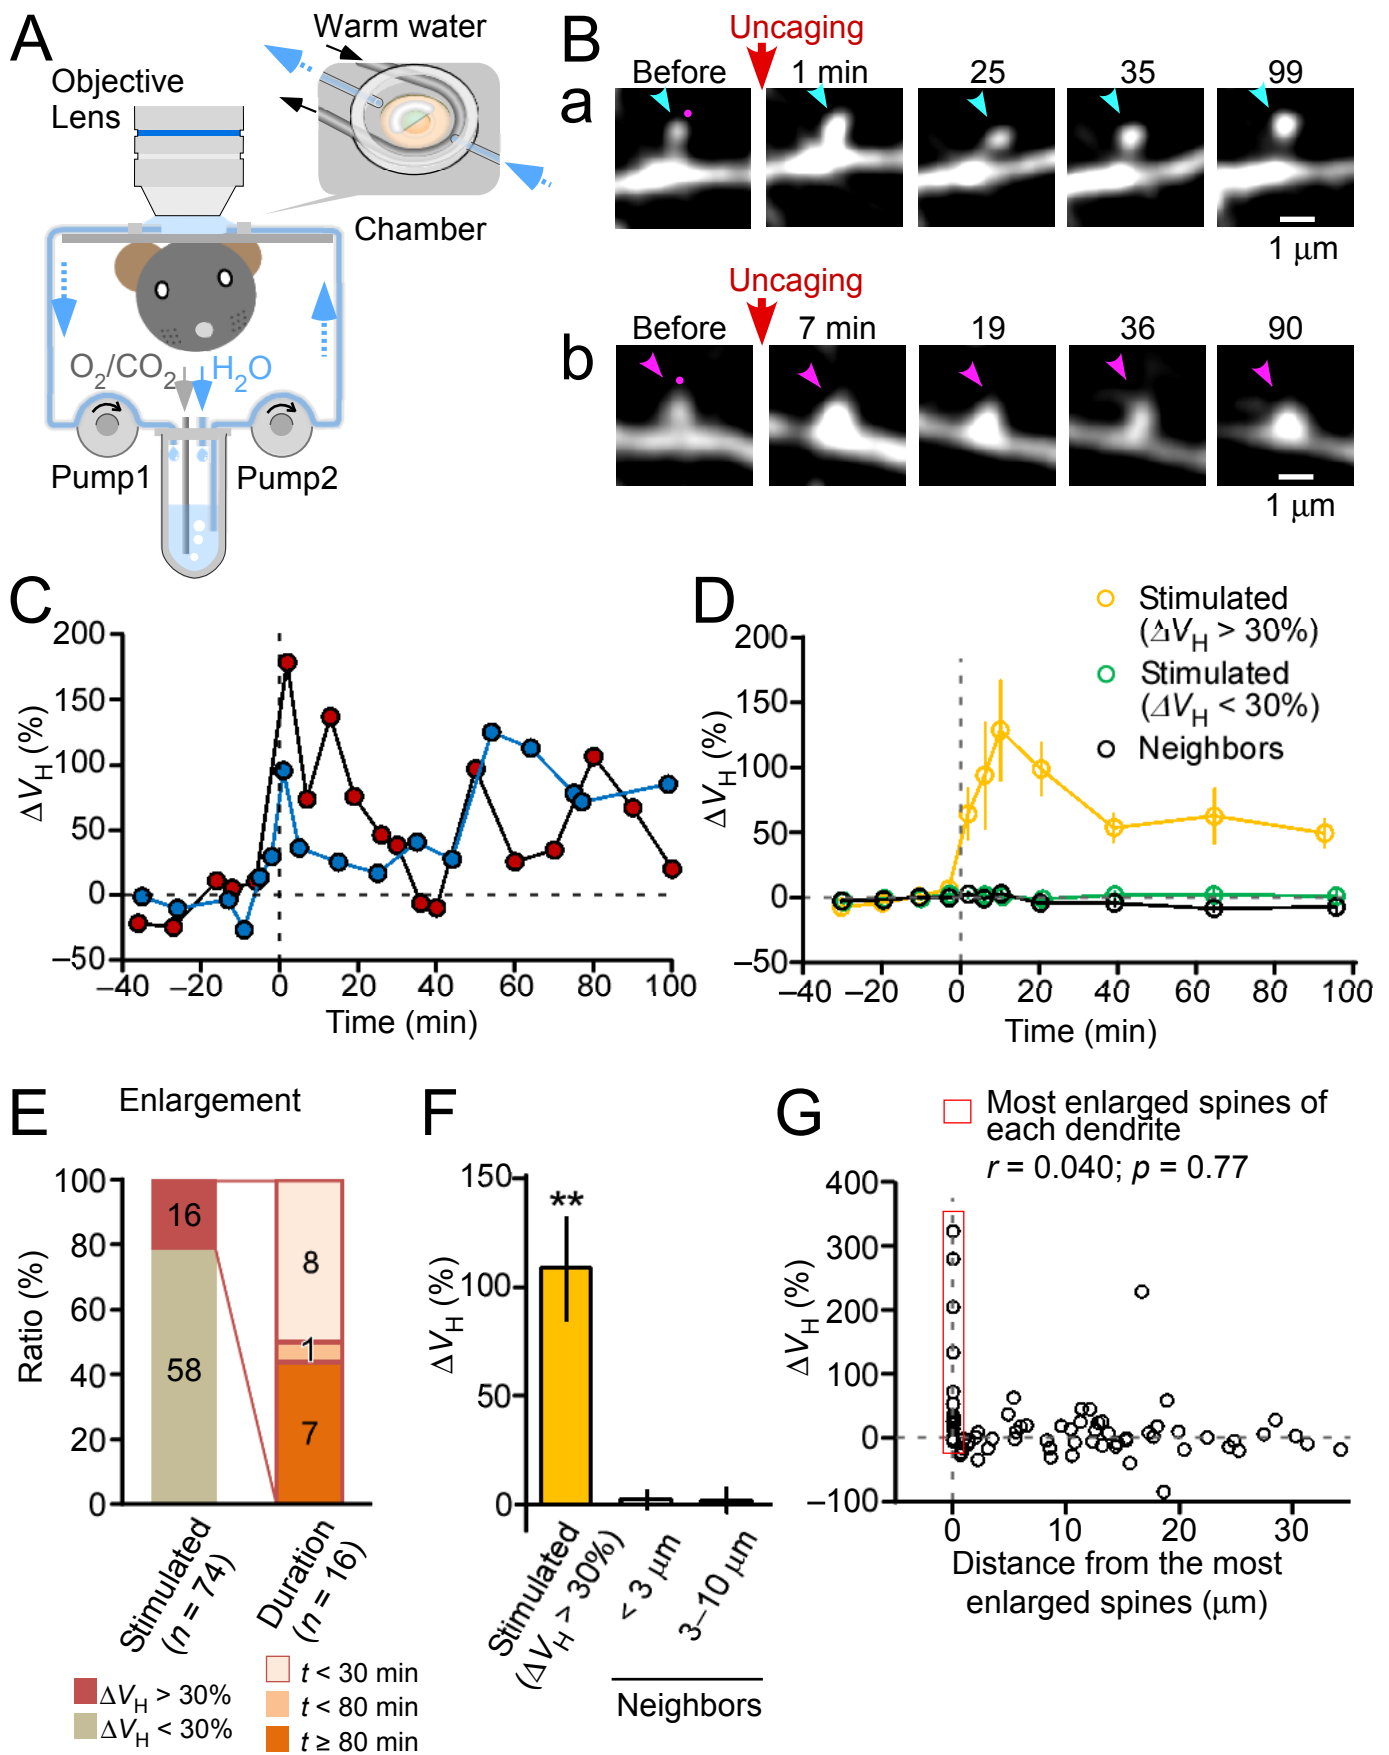 A
Warm water
Objective
Lens
Chamber
O2/CO2
H2O
Pump1
Pump2
B
Uncaging
Before
1 min
25
35
99
a
1 μm
Uncaging
Before
7 min
19
36
90
b
1 μm
C
200
150
100
50
0
–50
ΔVH (%)
–40
–20
0
20
40
60
80
100
Time (min)
D
Stimulated
(ΔVH > 30%)
Stimulated
(ΔVH < 30%)
Neighbors
200
150
100
50
0
–50
ΔVH (%)
–40
–20
0
20
40
60
80
100
Time (min)
E
Enlargement
100
80
60
40
20
0
Ratio (%)
16
58
8
1
7
Stimulated
(n = 74)
Duration
(n = 16)
ΔVH > 30%
ΔVH < 30%
t < 30 min
t < 80 min
t ≥ 80 min
F
150
100
50
0
ΔVH (%)
**
Stimulated
(ΔVH > 30%)
< 3 μm
3–10 μm
Neighbors
G
Most enlarged spines of
each dendrite
r = 0.040; p = 0.77
400
300
200
100
0
–100
ΔVH (%)
0
10
20
30
Distance from the most
enlarged spines (μm)